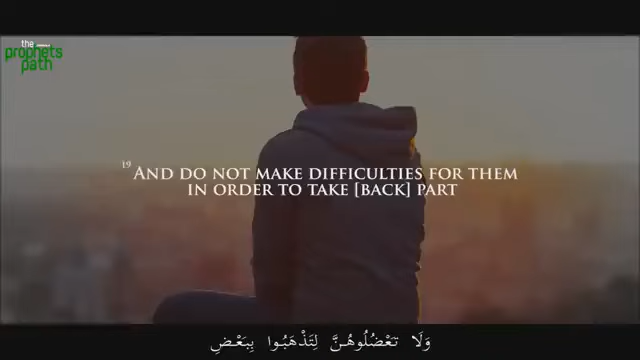 the
prophets
path
19 AND DO NOT MAKE DIFFICULTIES FOR THEM
IN ORDER TO TAKE [BACK] PART
وَلَا تَعْضُلُوهُنَّ لِتَذْهَبُوا بِبَعْضِ